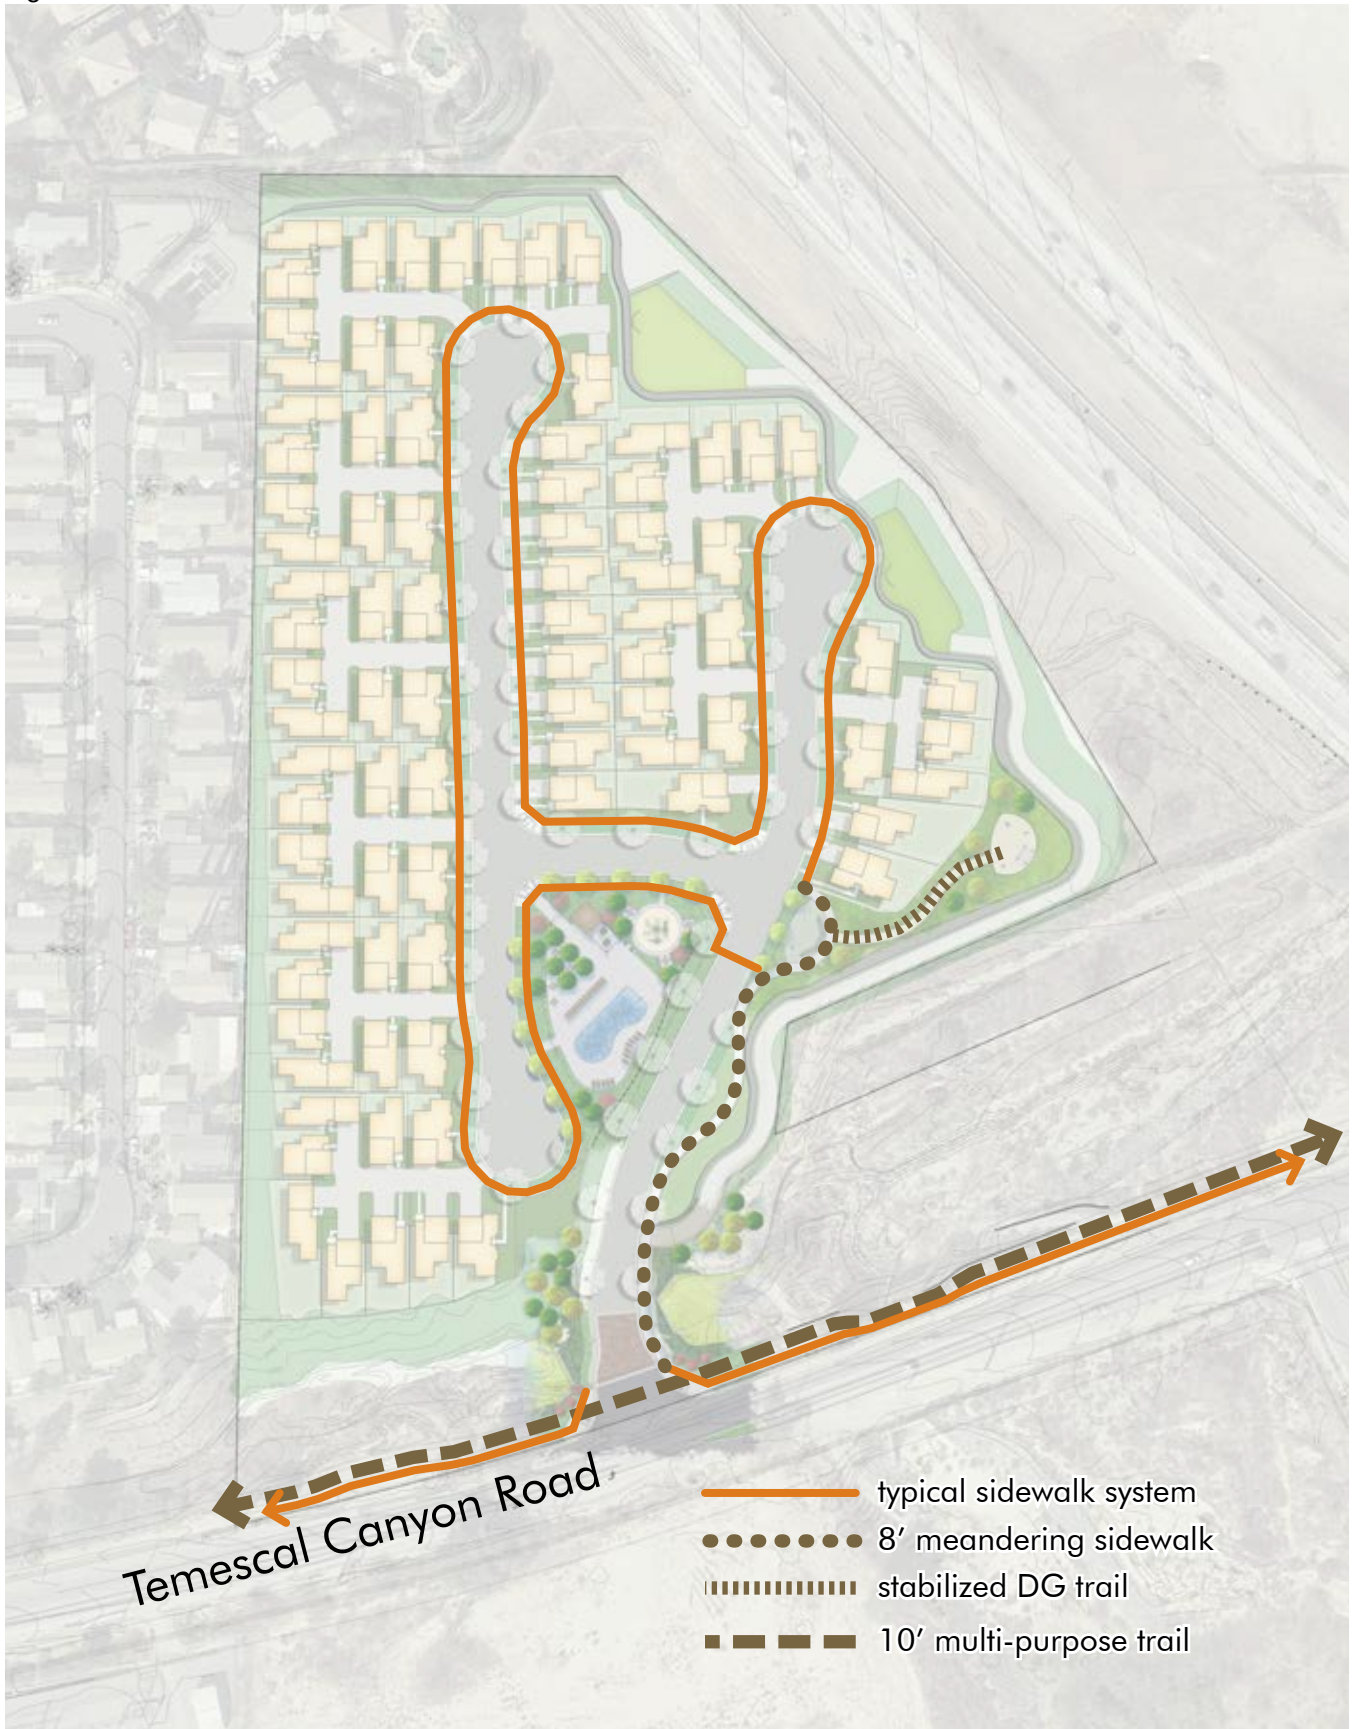 Temescal Canyon Road
typical sidewalk system
8’ meandering sidewalk
stabilized DG trail
10’ multi-purpose trail